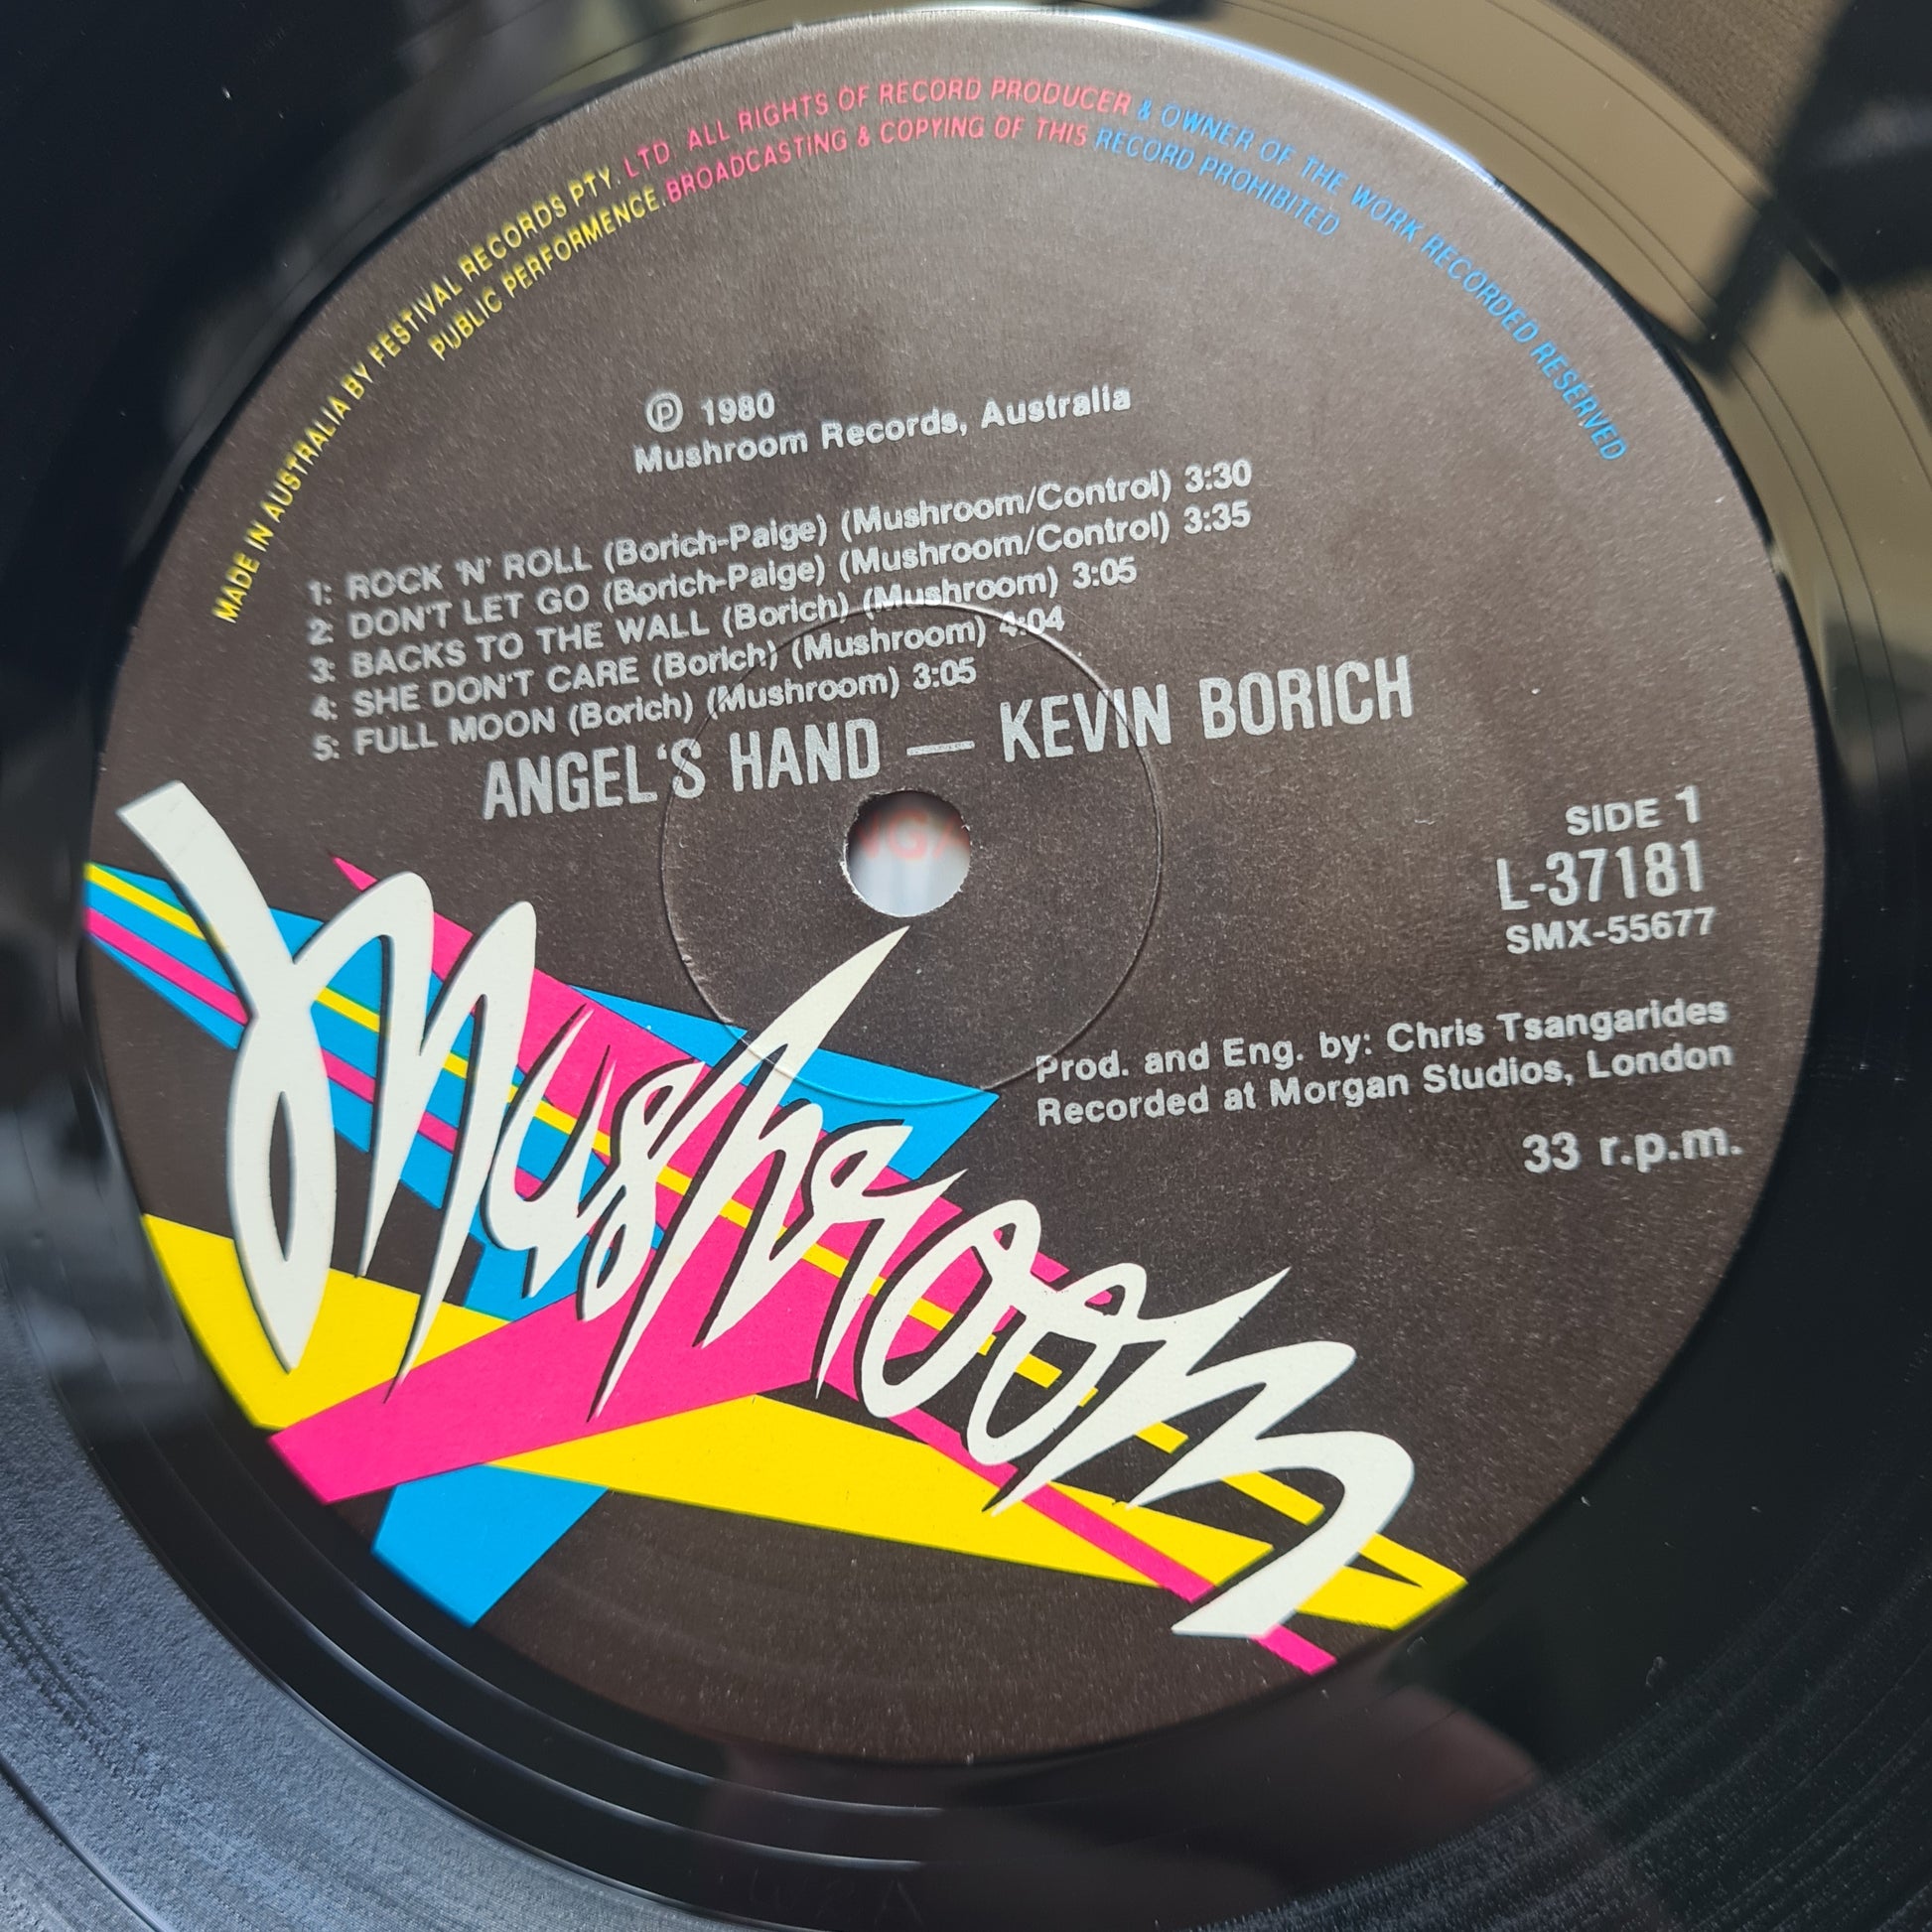 MADE IN AUSTRALIA BY FESTIVAL RECORDS PTY. LTD. ALL RIGHTS OF RECORD PRODUCER & OWNER OF THE WORK RECORDED RESERVED
PUBLIC PERFORMENCE. BROADCASTING & COPYING OF THIS RECORD PROHIBITED
Ⓟ 1980
Mushroom Records, Australia
1: ROCK 'N' ROLL (Borich-Paige) (Mushroom/Control) 3:30
2: DON'T LET GO (Borich-Paige) (Mushroom/Control) 3:35
3: BACKS TO THE WALL (Borich) (Mushroom) 3:05
4: SHE DON'T CARE (Borich) (Mushroom) 4:04
5: FULL MOON (Borich) (Mushroom) 3:05
ANGEL'S HAND — KEVIN BORICH
SIDE 1
L-37181
SMX-55677
Prod. and Eng. by: Chris Tsangarides
Recorded at Morgan Studios, London
33 r.p.m.
Mushroom